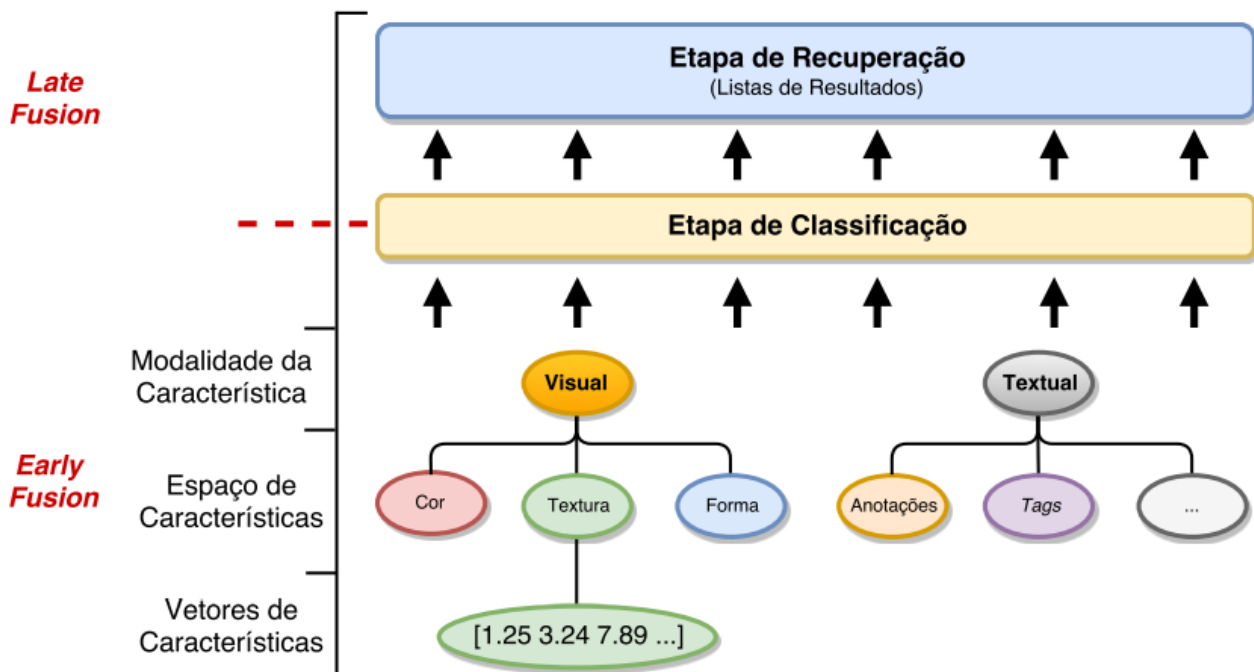 Etapa de Recuperação
(Listas de Resultados)
Late
Fusion
Etapa de Classificação
Modalidade da
Característica
Visual
Textual
Early
Fusion
Espaço de
Características
Cor
Textura
Forma
Anotações
Tags
...
Vetores de
Características
[1.25 3.24 7.89 ...]